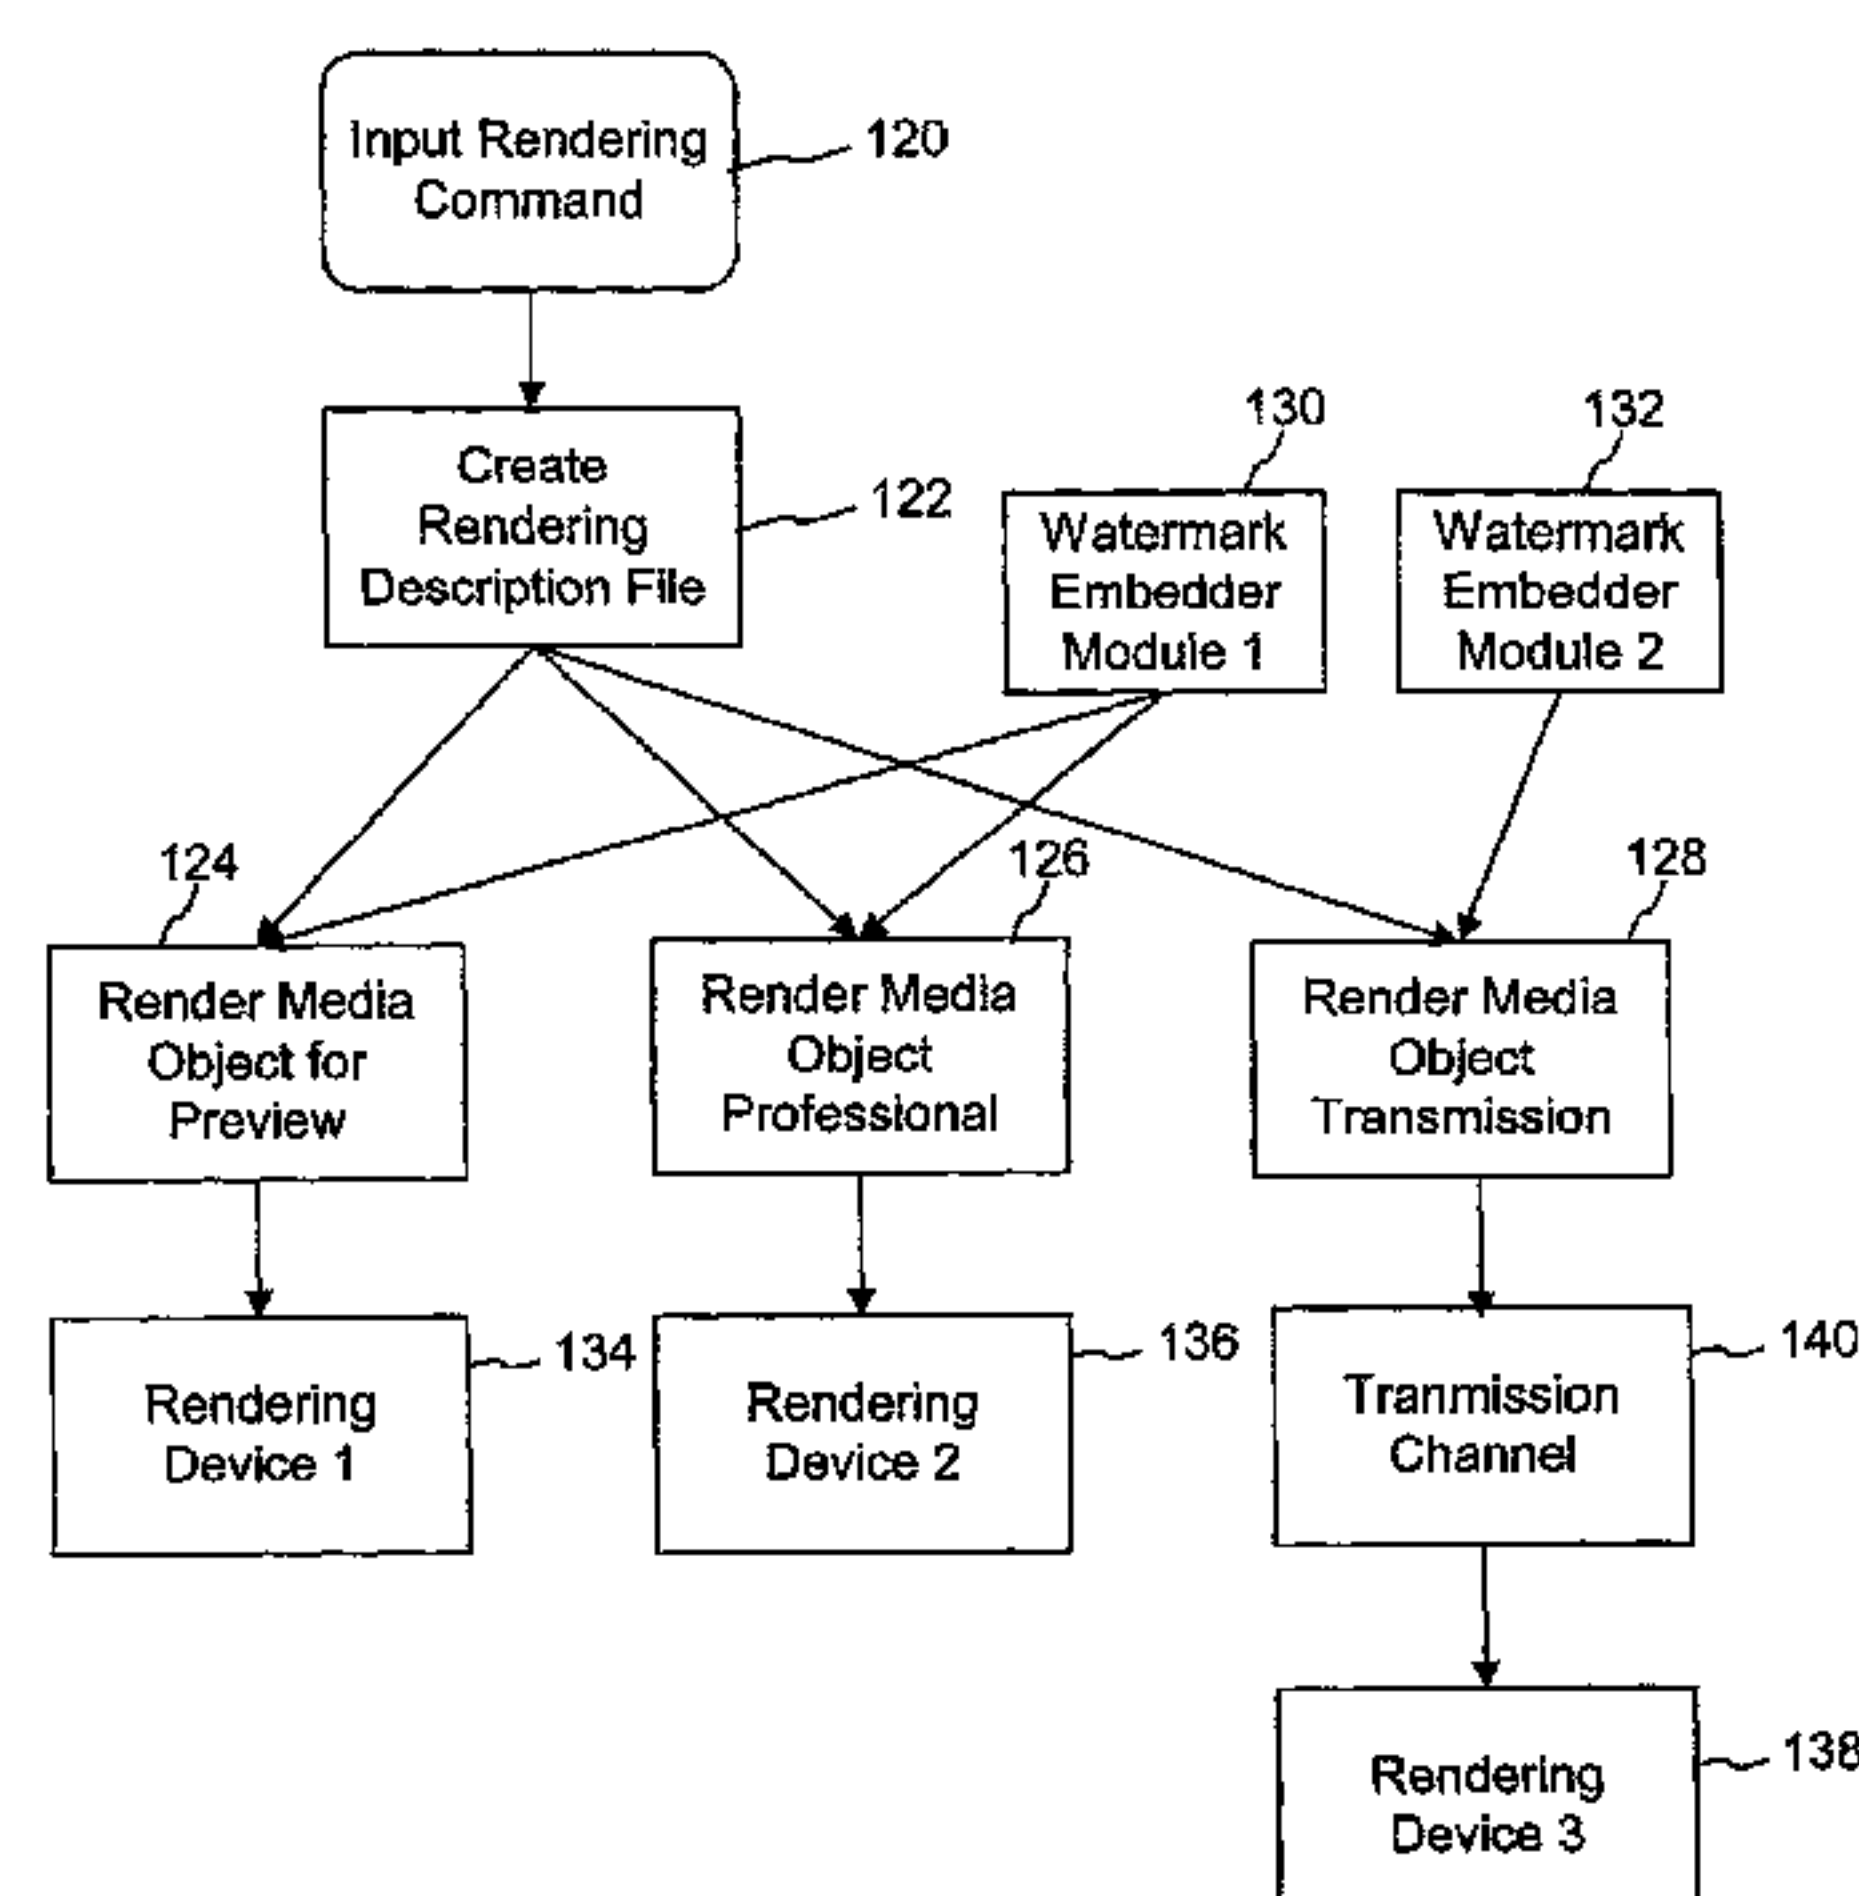 Input Rendering
Command
120
Create
Rendering
Description File
122
130
Watermark
Embedder
Module 1
132
Watermark
Embedder
Module 2
124
Render Media
Object for
Preview
126
Render Media
Object
Professional
128
Render Media
Object
Transmission
Rendering
Device 1
134
Rendering
Device 2
136
Tranmission
Channel
140
Rendering
Device 3
138